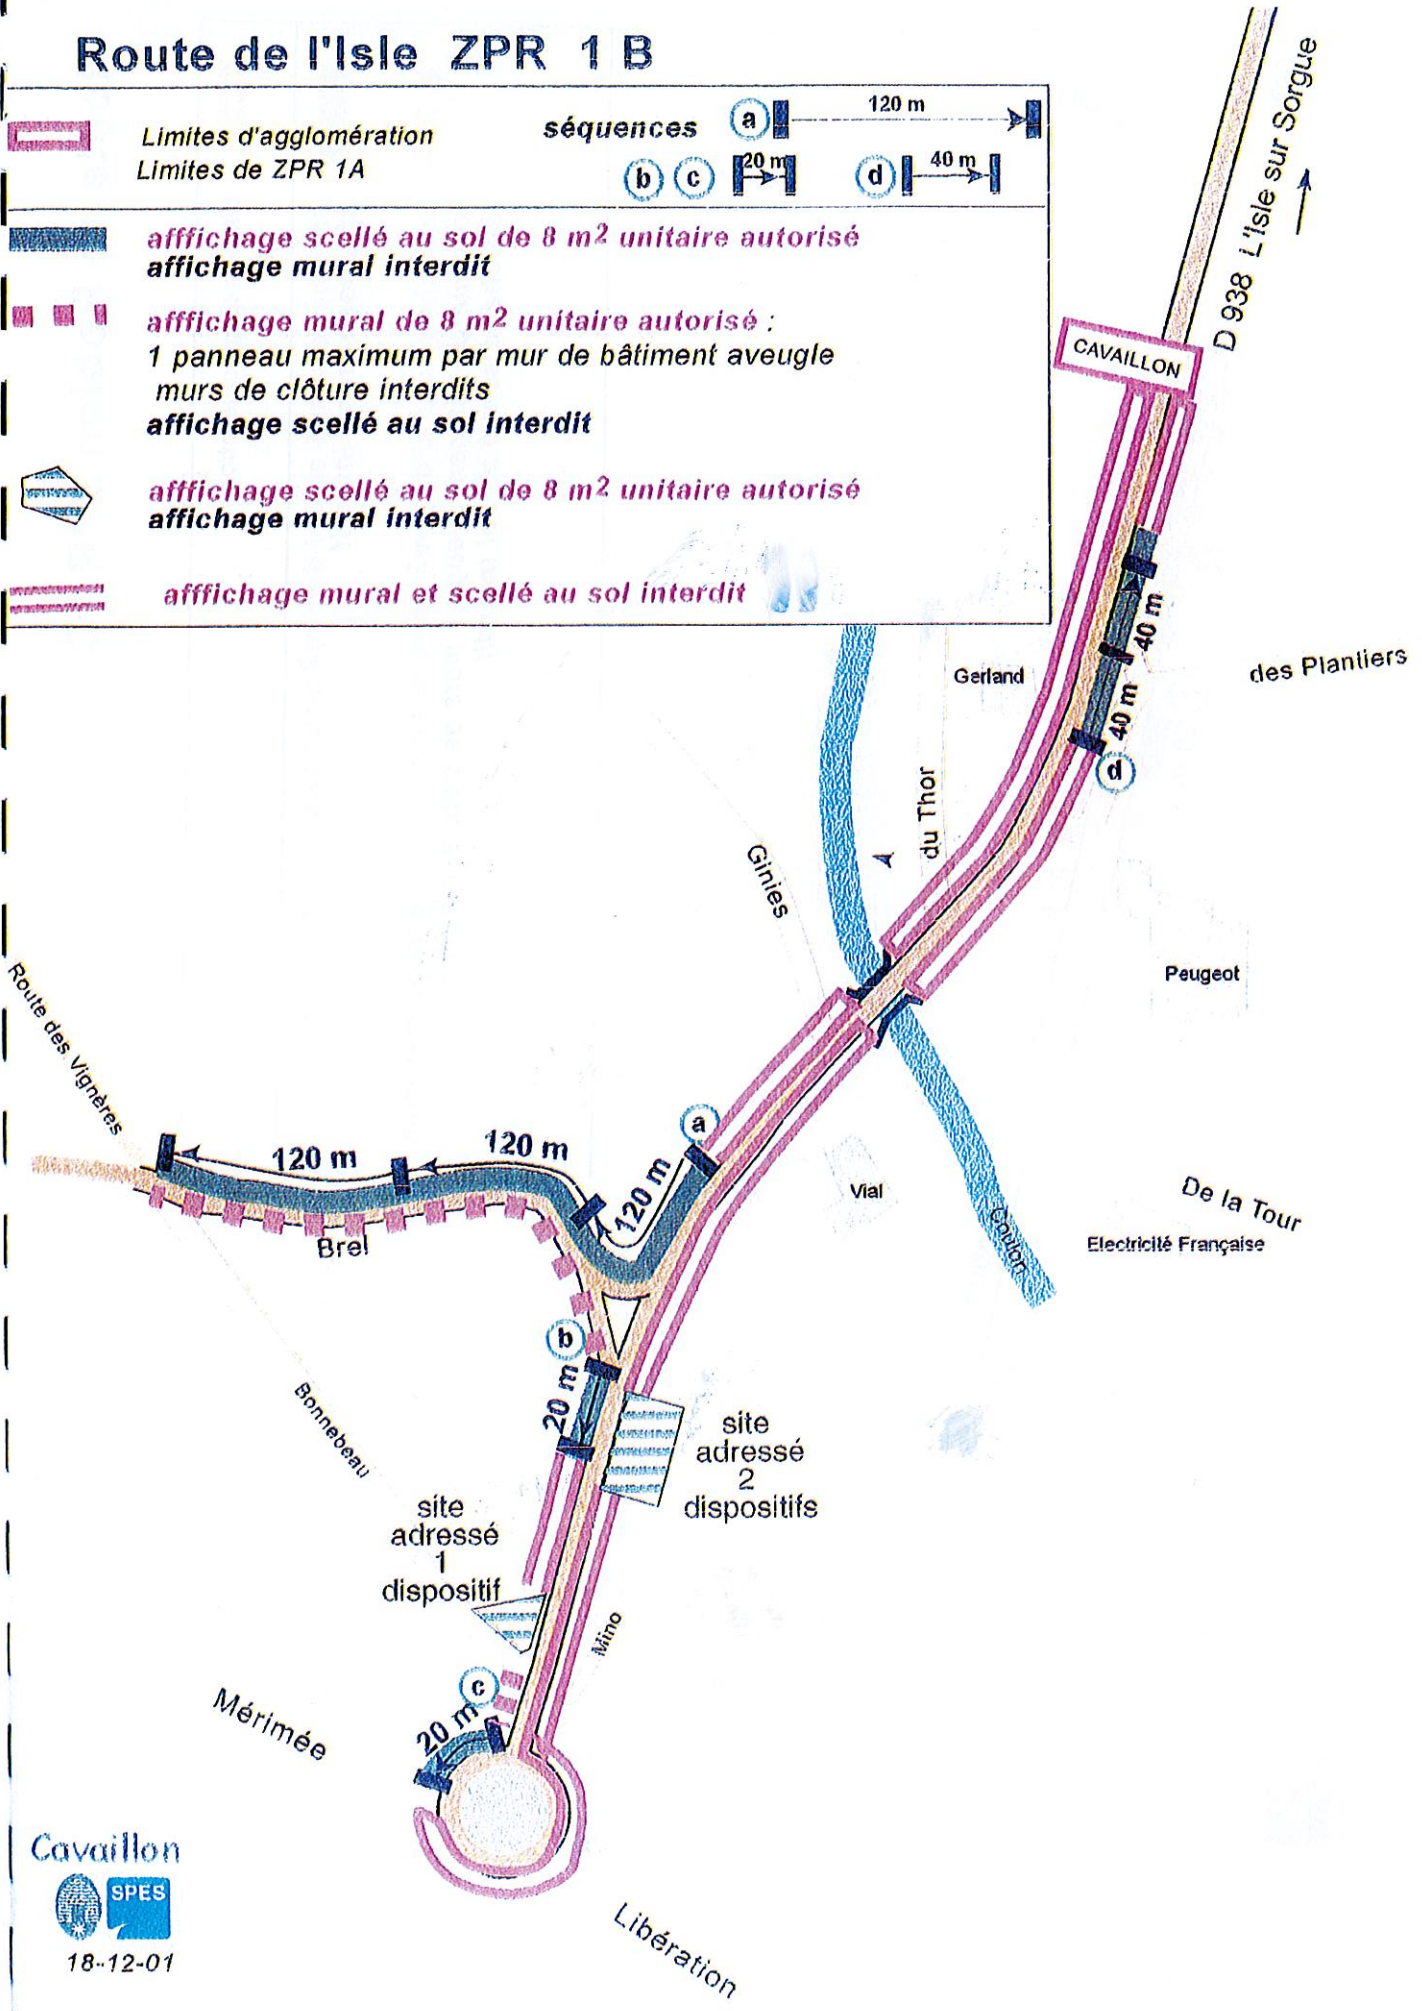 Route de l'Isle ZPR 1 B
Limites d'agglomération
Limites de ZPR 1A
séquences
a
120 m
b
c
20 m
d
40 m
afffichage scellé au sol de 8 m2 unitaire autorisé
affichage mural interdit
afffichage mural de 8 m2 unitaire autorisé :
1 panneau maximum par mur de bâtiment aveugle
murs de clôture interdits
affichage scellé au sol interdit
afffichage scellé au sol de 8 m2 unitaire autorisé
affichage mural interdit
afffichage mural et scellé au sol interdit
D 938 L'Isle sur Sorgue
CAVAILLON
40 m
40 m
d
des Plantiers
Gerland
du Thor
Ginies
Peugeot
Route des Vignères
a
120 m
120 m
120 m
Vial
Coulon
De la Tour
Electricité Française
Brel
b
20 m
Bonnebeau
site
adressé
2
dispositifs
site
adressé
1
dispositif
Mino
c
20 m
Mérimée
Libération
Cavaillon
SPES
18-12-01